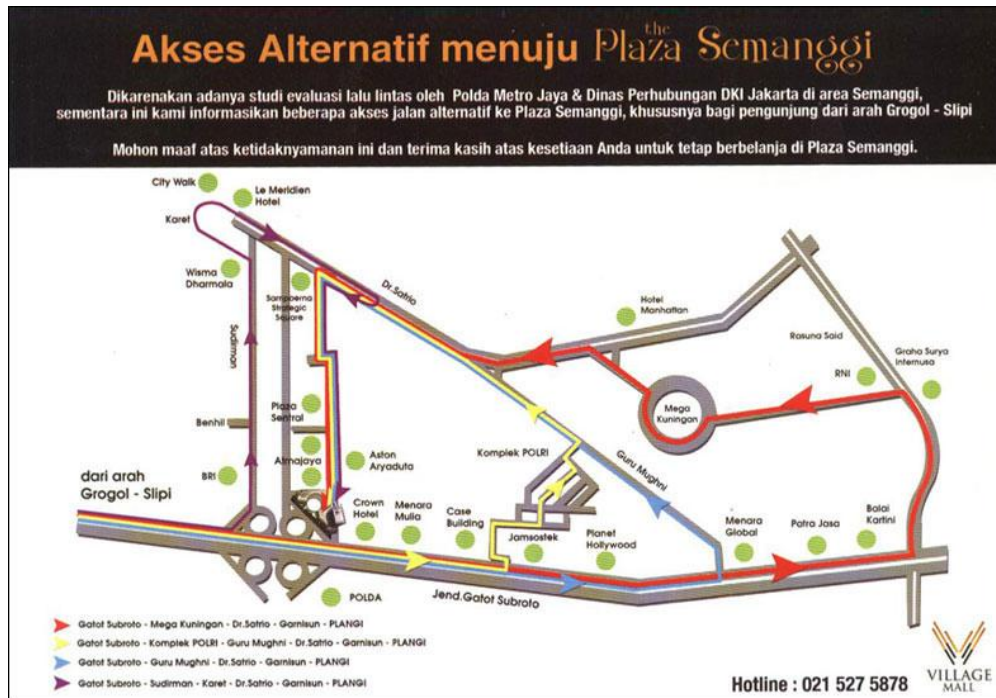 Akses Alternatif menuju the Plaza Semanggi
Dikarenakan adanya studi evaluasi lalu lintas oleh Polda Metro Jaya & Dinas Perhubungan DKI Jakarta di area Semanggi,
sementara ini kami informasikan beberapa akses jalan alternatif ke Plaza Semanggi, khususnya bagi pengunjung dari arah Grogol - Slipi
Mohon maaf atas ketidaknyamanan ini dan terima kasih atas kesetiaan Anda untuk tetap berbelanja di Plaza Semanggi.
City Walk
Le Meridien
Hotel
Karet
Wisma
Dharmala
Sampoerna
Strategic
Square
Dr.Satrio
Hotel
Manhattan
Rasuna Said
Graha Surya
Internusa
RNI
Sudirman
Mega
Kuningan
Plaza
Sentral
Benhil
Atmajaya
Aston
Aryaduta
Komplek POLRI
Guru Mughni
BRI
dari arah
Grogol - Slipi
Crown
Hotel
Menara
Mulia
Case
Building
Jamsostek
Planet
Hollywood
Menara
Global
Patra Jasa
Balai
Kartini
POLDA
Jend.Gatot Subroto
Gatot Subroto - Mega Kuningan - Dr.Satrio - Garnisun - PLANGI
Gatot Subroto - Komplek POLRI - Guru Mughni - Dr.Satrio - Garnisun - PLANGI
Gatot Subroto - Guru Mughni - Dr.Satrio - Garnisun - PLANGI
Gatot Subroto - Sudirman - Karet - Dr.Satrio - Garnisun - PLANGI
Hotline : 021 527 5878
VILLAGE
MALL